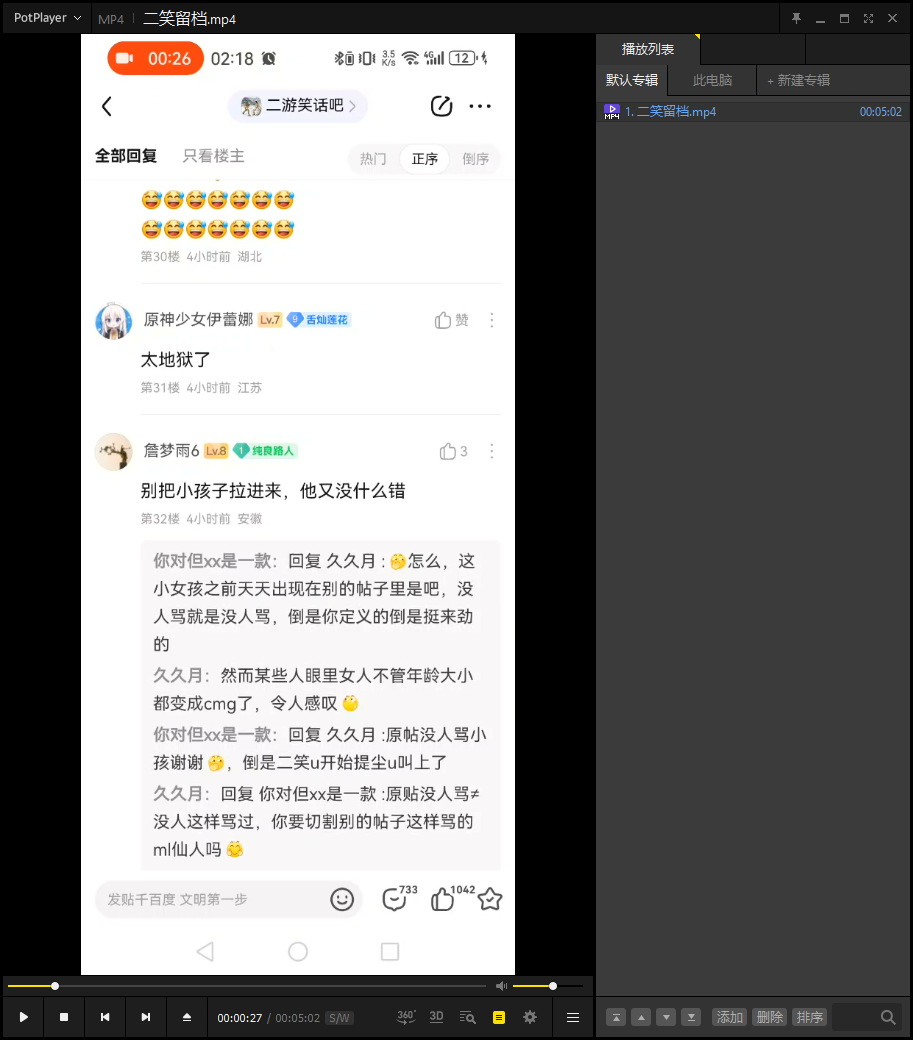 PotPlayer MP4 二笑留档.mp4
播放列表
默认专辑 此电脑 + 新建专辑
MP4 1. 二笑留档.mp4 00:05:02
00:26 02:18 3.5 K/s 4G 12
二游笑话吧
全部回复 只看楼主 热门 正序 倒序
第30楼 4小时前 湖北
原神少女伊蕾娜 Lv.7 9 舌灿莲花 赞
太地狱了
第31楼 4小时前 江苏
詹梦雨6 Lv.8 1 纯良路人 3
别把小孩子拉进来，他又没什么错
第32楼 4小时前 安徽
你对但xx是一款：回复 久久月 : 怎么，这
小女孩之前天天出现在别的帖子里是吧，没
人骂就是没人骂，倒是你定义的倒是挺来劲
的
久久月：然而某些人眼里女人不管年龄大小
都变成cmg了，令人感叹
你对但xx是一款：回复 久久月 :原帖没人骂小
孩谢谢，倒是二笑u开始提尘u叫上了
久久月：回复 你对但xx是一款 :原贴没人骂≠
没人这样骂过，你要切割别的帖子这样骂的
ml仙人吗
发贴千百度 文明第一步 733 1042
00:00:27 / 00:05:02 S/W 360° 3D
添加 删除 排序